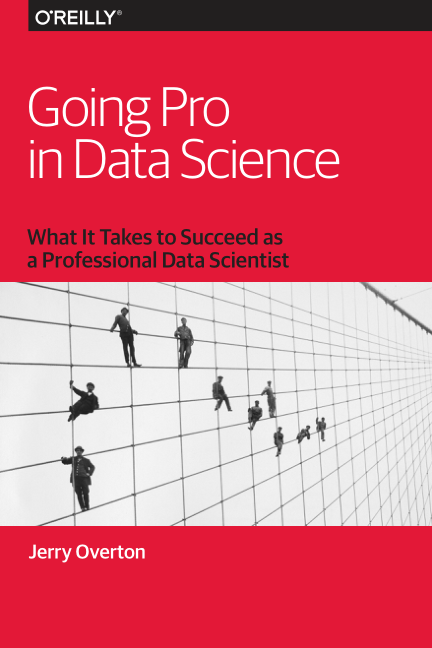 O'REILLY®
Going Pro
in Data Science
What It Takes to Succeed as
a Professional Data Scientist
Jerry Overton